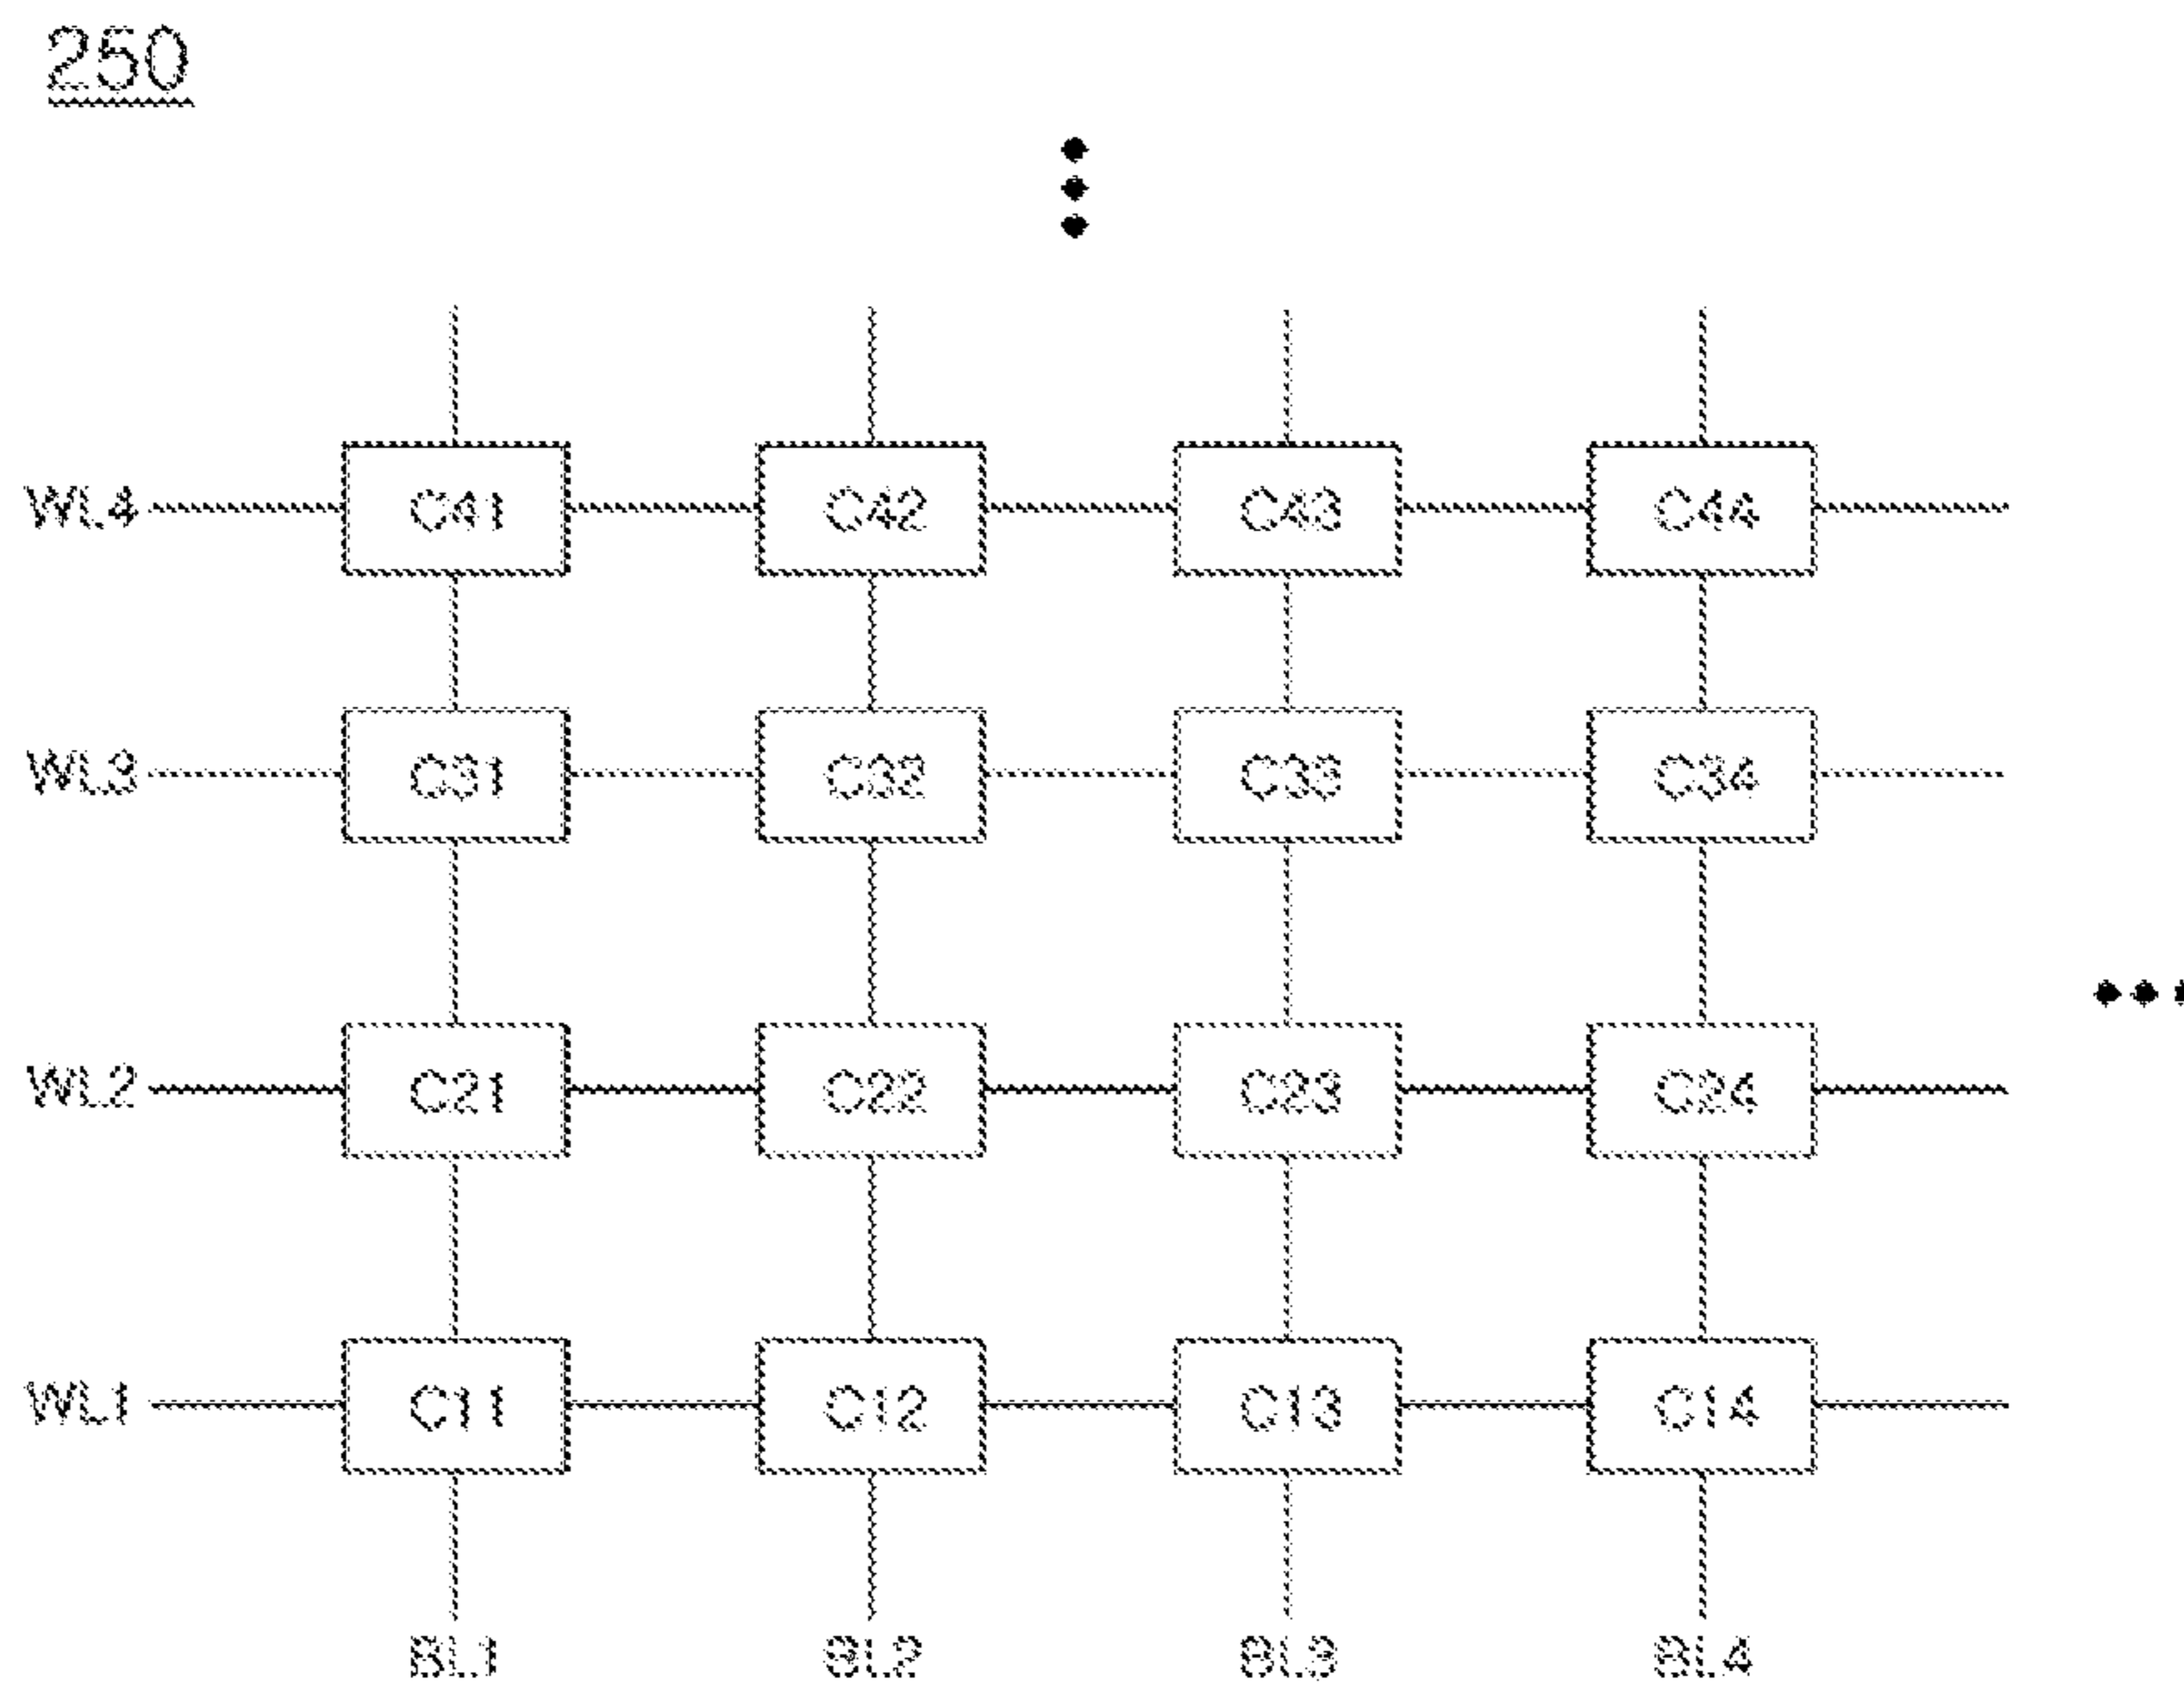 250
WL4 C41 C42 C43 C44
WL3 C31 C32 C33 C34
WL2 C21 C22 C23 C24
WL1 C11 C12 C13 C14
BL1 BL2 BL3 BL4